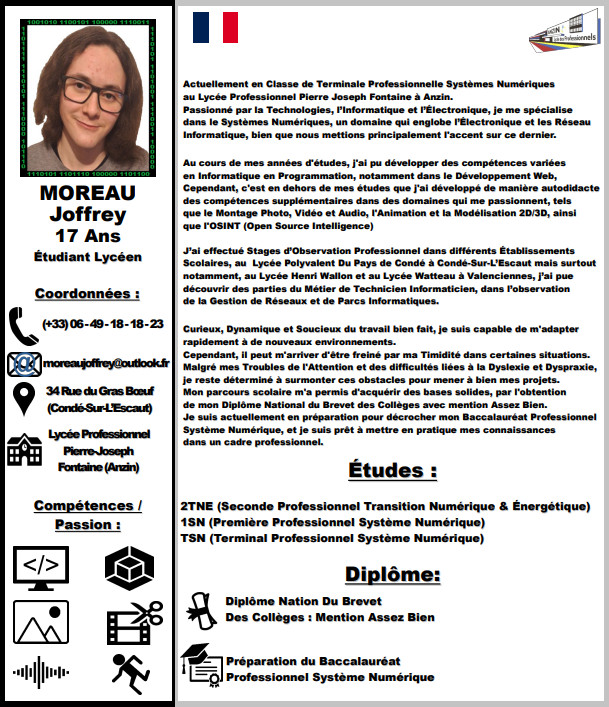 1001010 1001010 100101 100101
1110101 1101110 100000 1101100
MOREAU
Joffrey
17 Ans
Étudiant Lycéen
Coordonnées :
(+33) 06 - 49 - 18 - 18 - 23
moreaujoffrey@outlook.fr
34 Rue du Gras Bœuf
(Condé-Sur-L'Escaut)
Lycée Professionnel
Pierre-Joseph
Fontaine (Anzin)
Compétences /
Passion :
</>
Actuellement en Classe de Terminale Professionnelle Systèmes Numériques
au Lycée Professionnel Pierre Joseph Fontaine à Anzin.
Passionné par la Technologies, l'Informatique et l'Électronique, je me spécialise
dans le Systèmes Numériques, un domaine qui englobe l'Électronique et les Réseau
Informatique, bien que nous mettions principalement l'accent sur ce dernier.
Au cours de mes années d'études, j'ai pu développer des compétences variées
en Informatique en Programmation, notamment dans le Développement Web,
Cependant, c'est en dehors de mes études que j'ai développé de manière autodidacte
des compétences supplémentaires dans des domaines qui me passionnent, tels
que le Montage Photo, Vidéo et Audio, l'Animation et la Modélisation 2D/3D, ainsi
que l'OSINT (Open Source Intelligence)
J'ai effectué Stages d'Observation Professionnel dans différents Établissements
Scolaires, au  Lycée Polyvalent Du Pays de Condé à Condé-Sur-L'Escaut mais surtout
notamment, au Lycée Henri Wallon et au Lycée Watteau à Valenciennes, j'ai pue
découvrir des parties du Métier de Technicien Informaticien, dans l'observation
de la Gestion de Réseaux et de Parcs Informatiques.
Curieux, Dynamique et Soucieux du travail bien fait, je suis capable de m'adapter
rapidement à de nouveaux environnements.
Cependant, il peut m'arriver d'être freiné par ma Timidité dans certaines situations.
Malgré mes Troubles de l'Attention et des difficultés liées à la Dyslexie et Dyspraxie,
je reste déterminé à surmonter ces obstacles pour mener à bien mes projets.
Mon parcours scolaire m'a permis d'acquérir des bases solides, par l'obtention
de mon Diplôme National du Brevet des Collèges avec mention Assez Bien.
Je suis actuellement en préparation pour décrocher mon Baccalauréat Professionnel
Système Numérique, et je suis prêt à mettre en pratique mes connaissances
dans un cadre professionnel.
Études :
2TNE (Seconde Professionnel Transition Numérique & Énergétique)
1SN (Première Professionnel Système Numérique)
TSN (Terminal Professionnel Système Numérique)
Diplôme:
Diplôme Nation Du Brevet
Des Collèges : Mention Assez Bien
Préparation du Baccalauréat
Professionnel Système Numérique